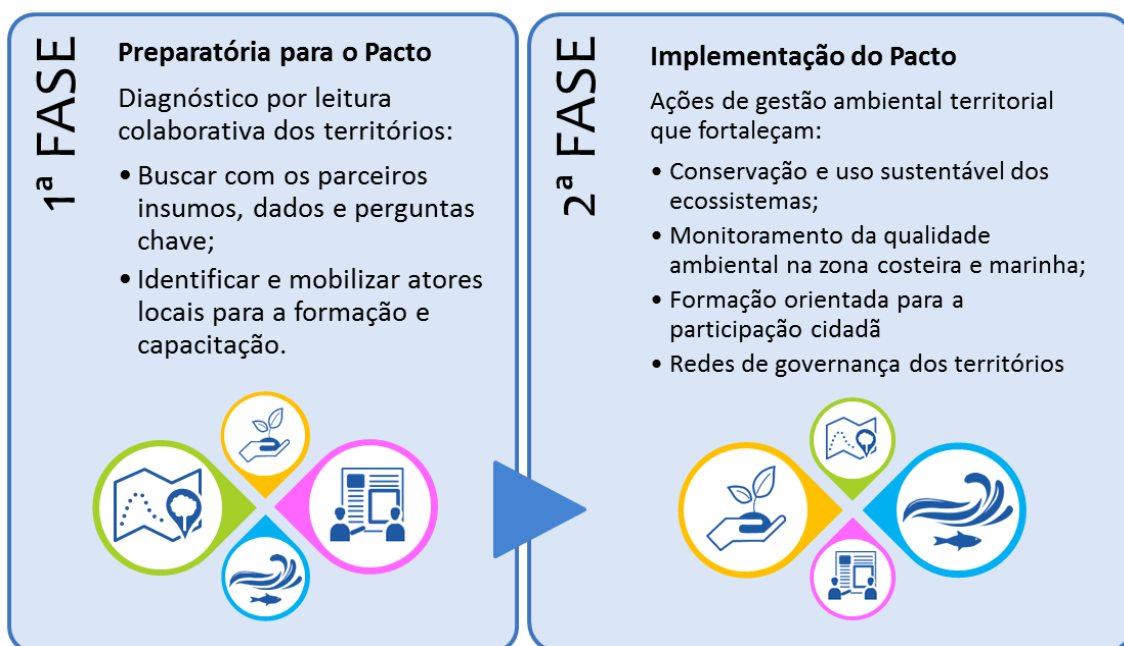 1ª FASE
Preparatória para o Pacto
Diagnóstico por leitura
colaborativa dos territórios:
• Buscar com os parceiros
insumos, dados e perguntas
chave;
• Identificar e mobilizar atores
locais para a formação e
capacitação.
2ª FASE
Implementação do Pacto
Ações de gestão ambiental territorial
que fortaleçam:
• Conservação e uso sustentável dos
ecossistemas;
• Monitoramento da qualidade
ambiental na zona costeira e marinha;
• Formação orientada para a
participação cidadã
• Redes de governança dos territórios